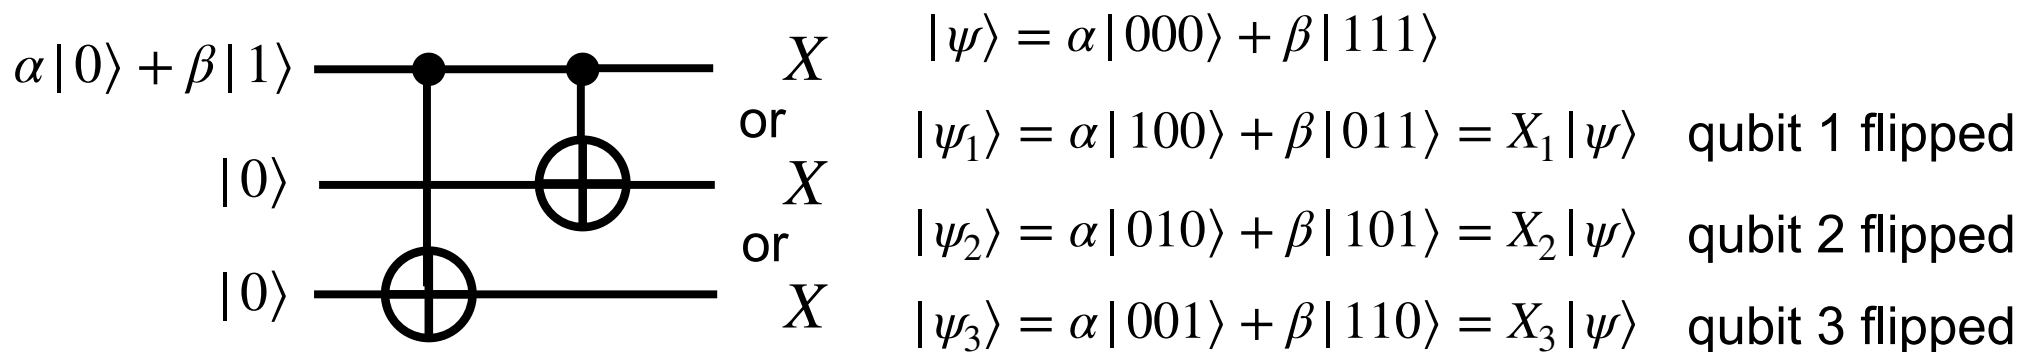 |ψ⟩ = α|000⟩ + β|111⟩
α|0⟩ + β|1⟩ X
or
|ψ₁⟩ = α|100⟩ + β|011⟩ = X₁|ψ⟩ qubit 1 flipped
|0⟩ X
or
|ψ₂⟩ = α|010⟩ + β|101⟩ = X₂|ψ⟩ qubit 2 flipped
|0⟩ X
|ψ₃⟩ = α|001⟩ + β|110⟩ = X₃|ψ⟩ qubit 3 flipped